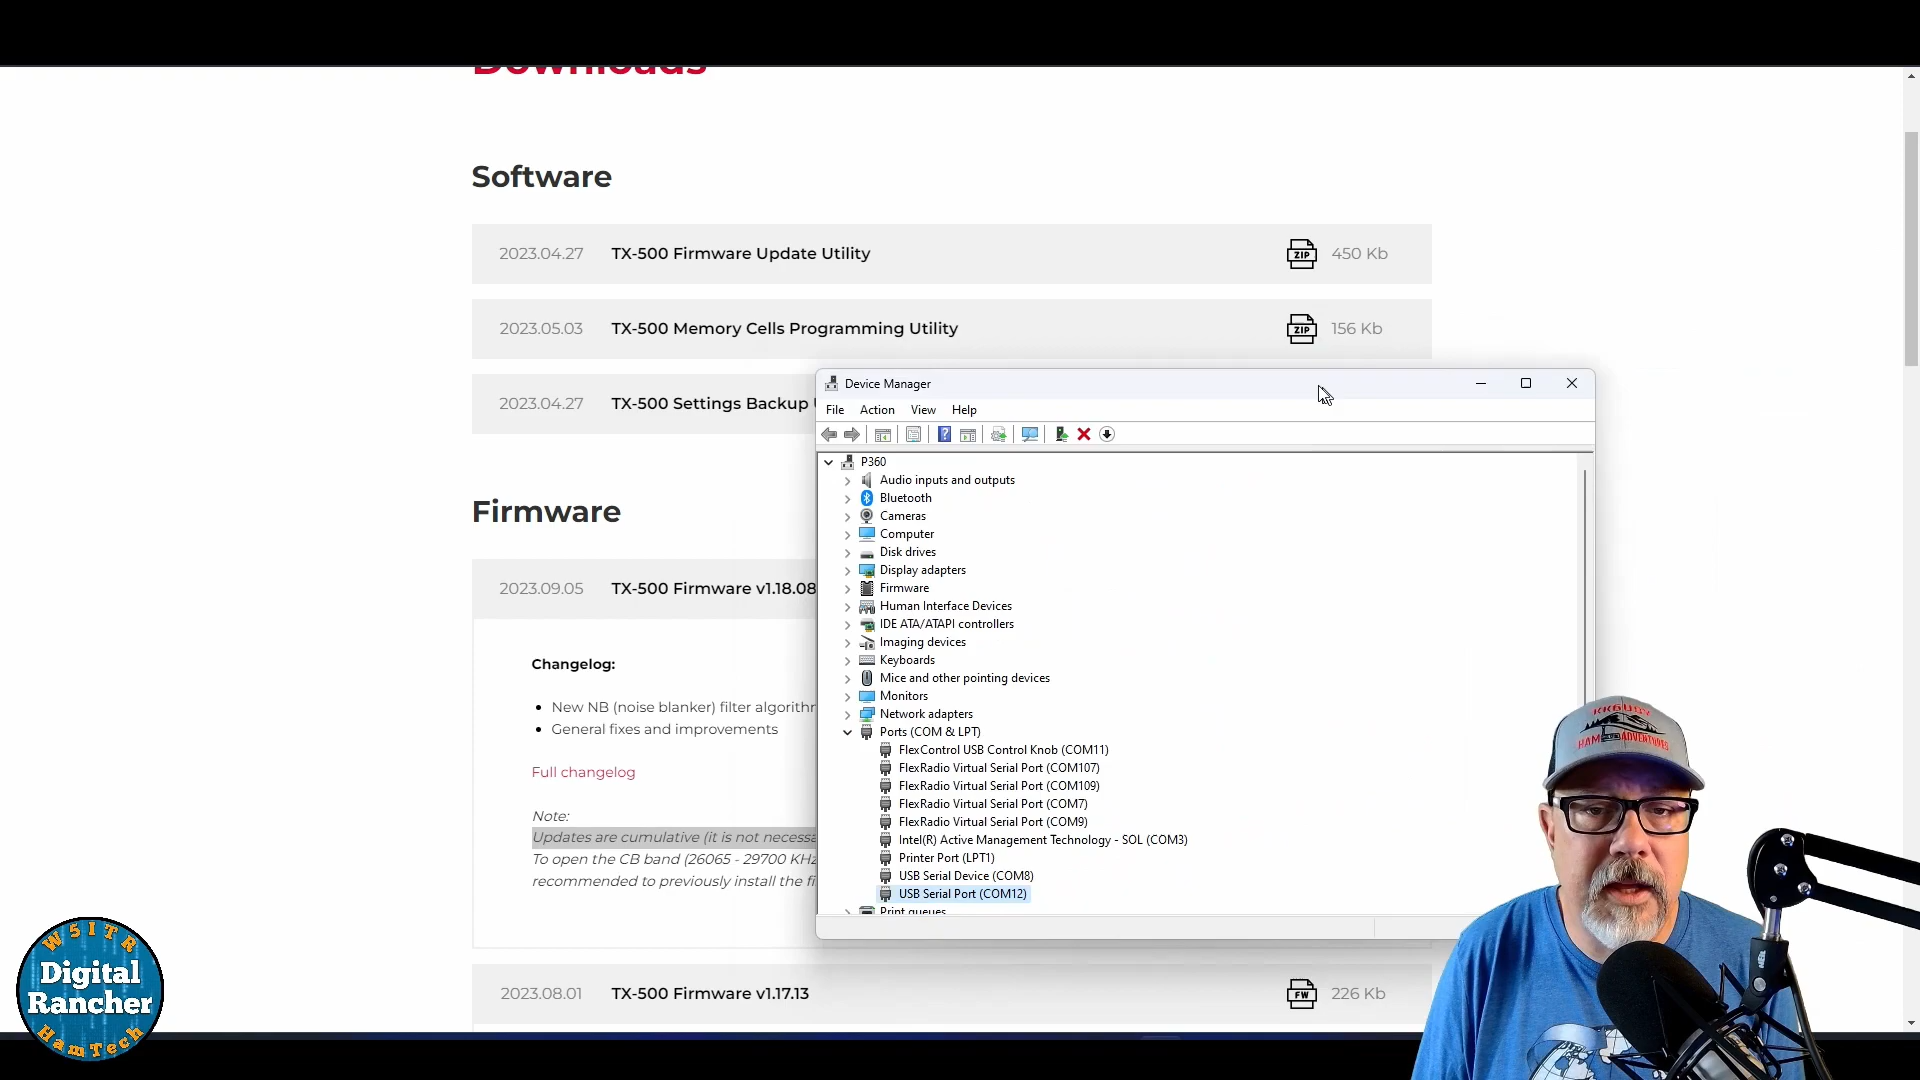 Downloads
Software
2023.04.27 TX-500 Firmware Update Utility ZIP 450 Kb
2023.05.03 TX-500 Memory Cells Programming Utility ZIP 156 Kb
2023.04.27 TX-500 Settings Backup
Firmware
2023.09.05 TX-500 Firmware v1.18.08
Changelog:
New NB (noise blanker) filter
General fixes and improvements
Full changelog
Note:
Updates are cumulative (it is not
To open the CB band (26065 - 29700 KHz
recommended to previously install the
2023.08.01 TX-500 Firmware v1.17.13 FW 226 Kb
Device Manager
File Action View Help
P360
Audio inputs and outputs
Bluetooth
Cameras
Computer
Disk drives
Display adapters
Firmware
Human Interface Devices
IDE ATA/ATAPI controllers
Imaging devices
Keyboards
Mice and other pointing devices
Monitors
Network adapters
Ports (COM & LPT)
FlexControl USB Control Knob (COM11)
FlexRadio Virtual Serial Port (COM107)
FlexRadio Virtual Serial Port (COM109)
FlexRadio Virtual Serial Port (COM7)
FlexRadio Virtual Serial Port (COM9)
Intel(R) Active Management Technology - SOL (COM3)
Printer Port (LPT1)
USB Serial Device (COM8)
USB Serial Port (COM12)
Print queues
W5ITR
Digital
Rancher
HamTech
KK6USY
HAM ADVENTURES